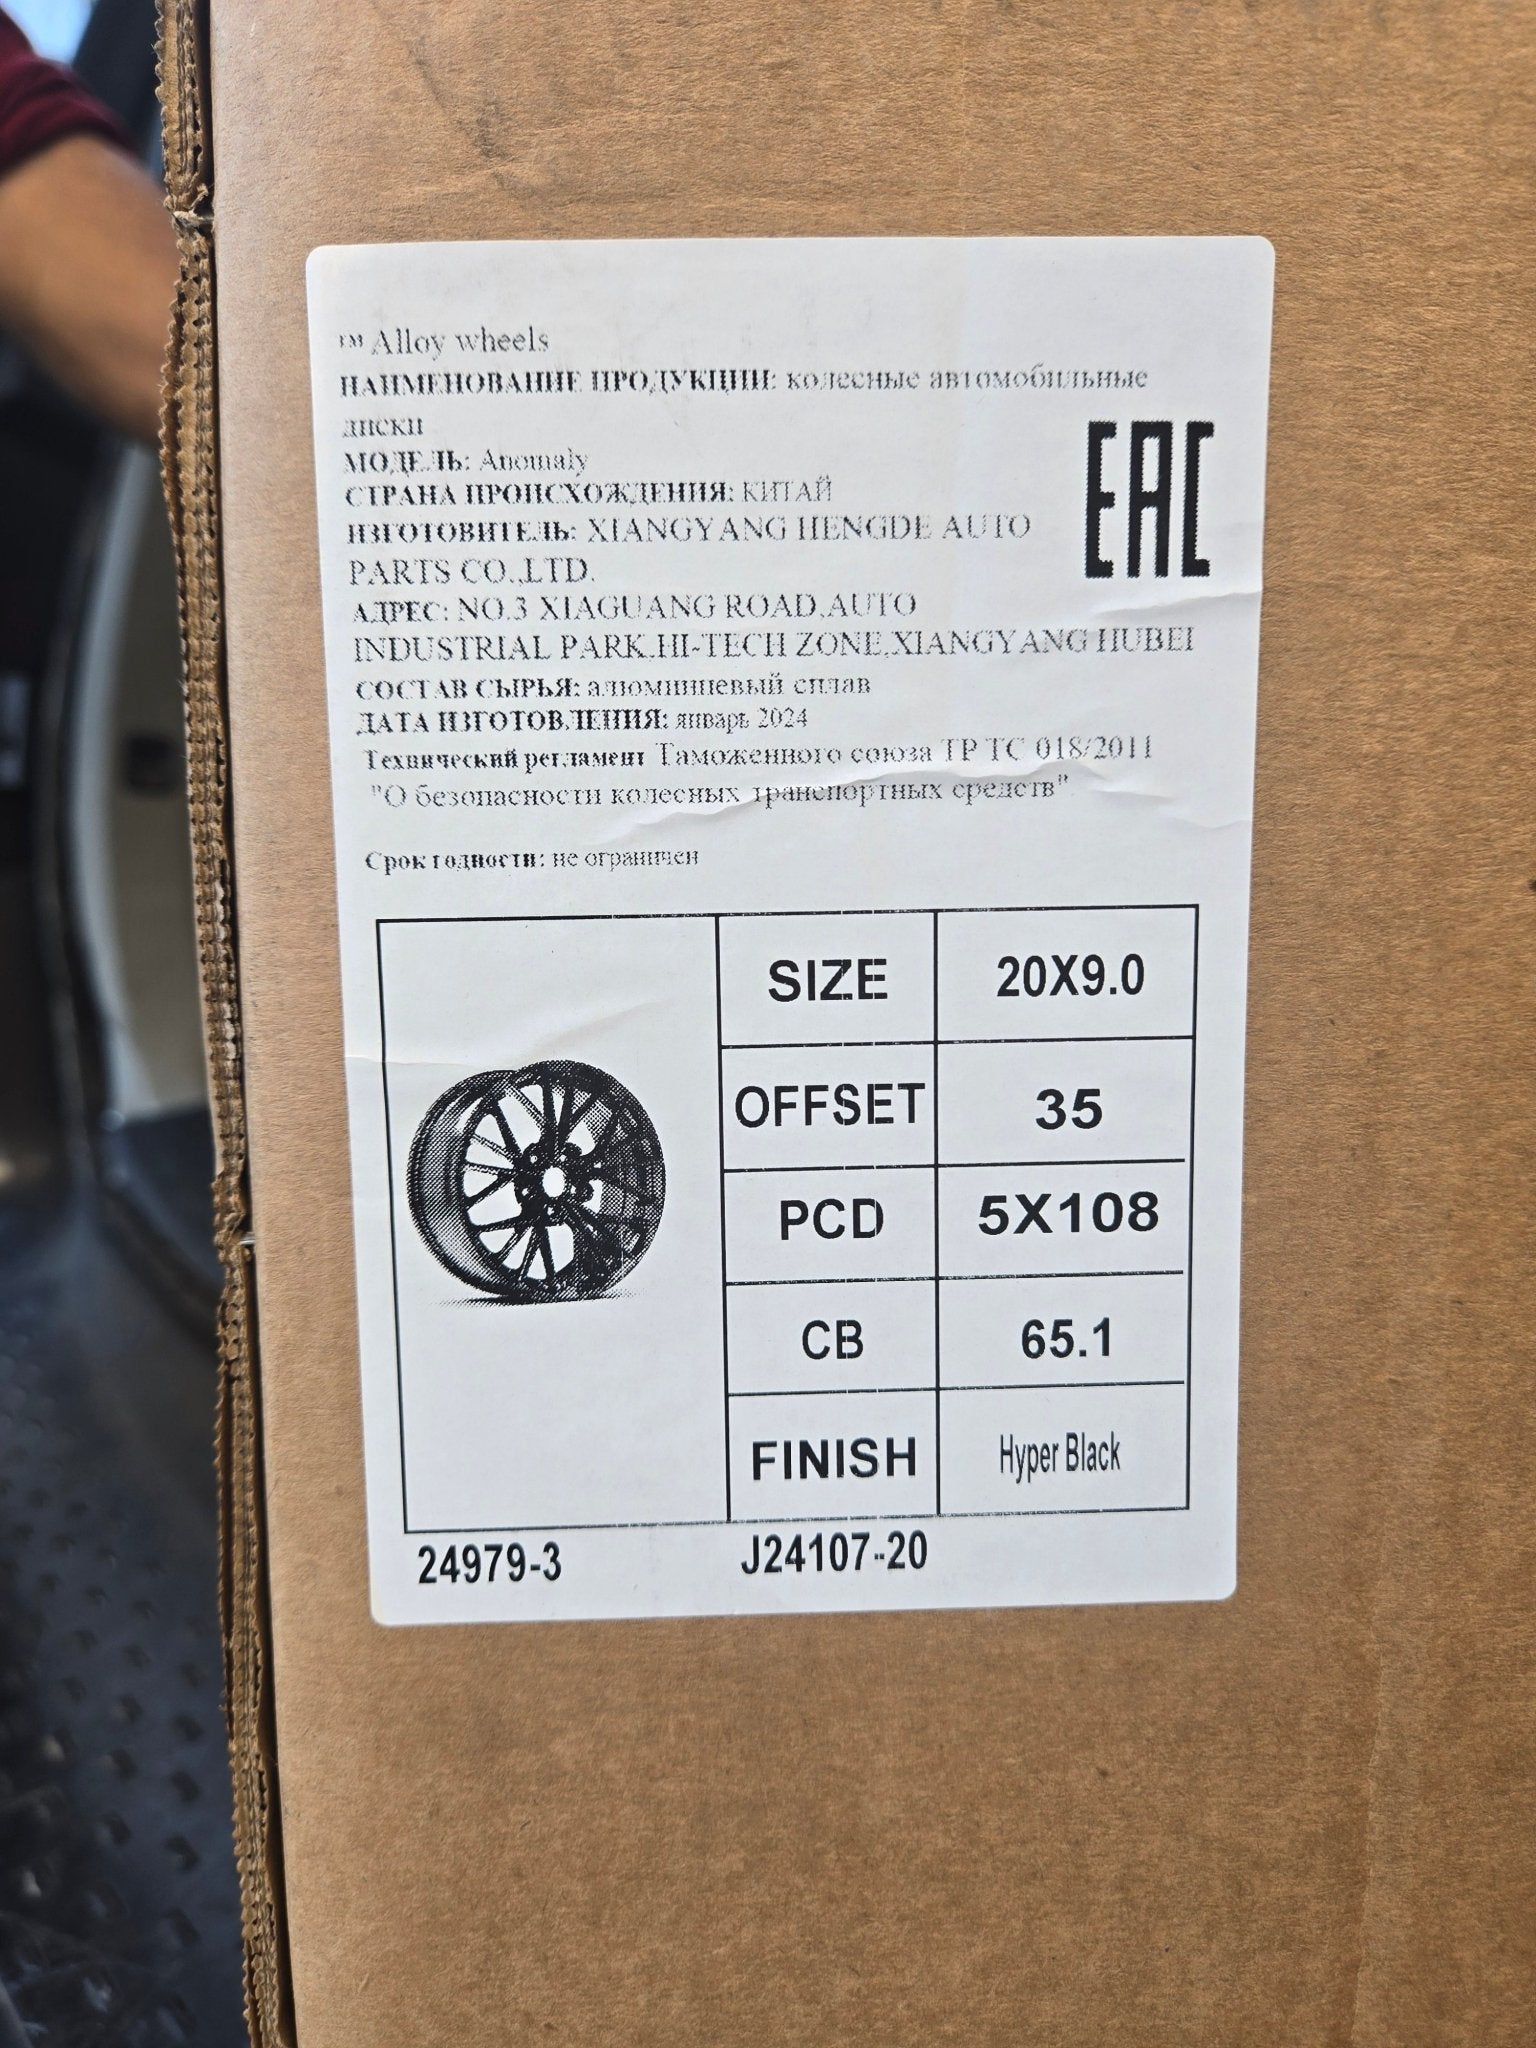 ™ Alloy wheels
НАИМЕНОВАНИЕ ПРОДУКЦИИ: колесные автомобильные
диски
МОДЕЛЬ: Anomaly
СТРАНА ПРОИСХОЖДЕНИЯ: КИТАЙ
ИЗГОТОВИТЕЛЬ: XIANGYANG HENGDE AUTO
PARTS CO.,LTD.
АДРЕС: NO.3 XIAGUANG ROAD,AUTO
INDUSTRIAL PARK,HI-TECH ZONE,XIANGYANG HUBEI
СОСТАВ СЫРЬЯ: алюминиевый сплав
ДАТА ИЗГОТОВЛЕНИЯ: январь 2024
Технический регламент Таможенного союза ТР ТС 018/2011
"О безопасности колесных транспортных средств".
Срок годности: не ограничен
EAC
SIZE 20X9.0
OFFSET 35
PCD 5X108
CB 65.1
FINISH Hyper Black
24979-3 J24107-20